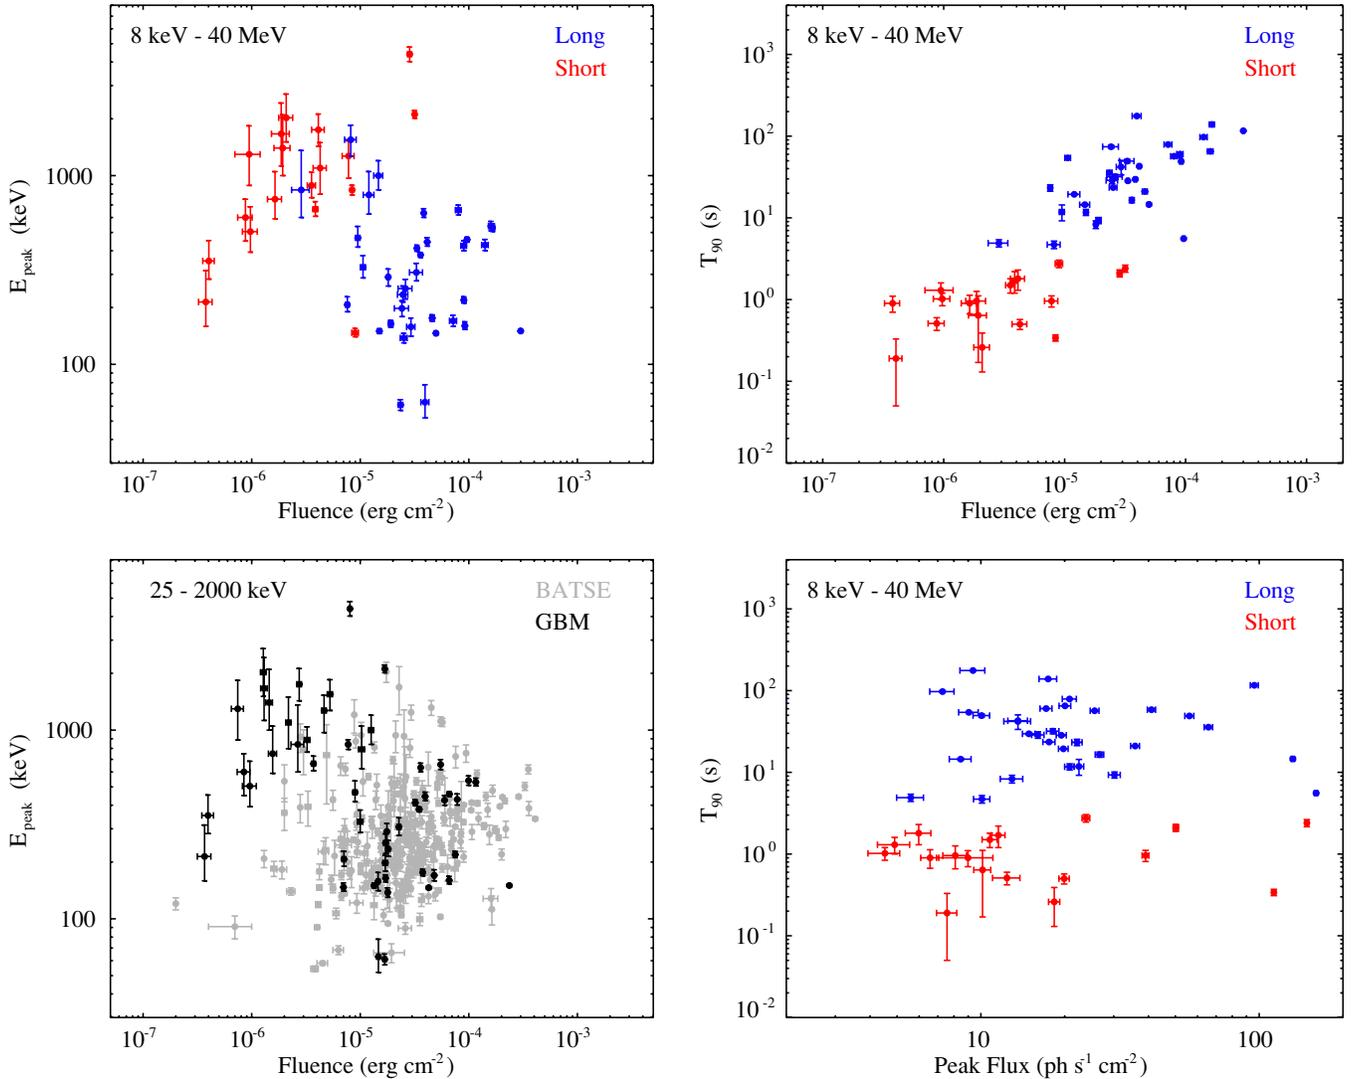 8 keV - 40 MeV
Long
Short
1000
100
E peak (keV)
10^-7 10^-6 10^-5 10^-4 10^-3
Fluence (erg cm^-2)
8 keV - 40 MeV
Long
Short
10^3
10^2
10^1
10^0
10^-1
10^-2
T_90 (s)
10^-7 10^-6 10^-5 10^-4 10^-3
Fluence (erg cm^-2)
25 - 2000 keV
BATSE
GBM
1000
100
E peak (keV)
10^-7 10^-6 10^-5 10^-4 10^-3
Fluence (erg cm^-2)
8 keV - 40 MeV
Long
Short
10^3
10^2
10^1
10^0
10^-1
10^-2
T_90 (s)
10 100
Peak Flux (ph s^-1 cm^-2)